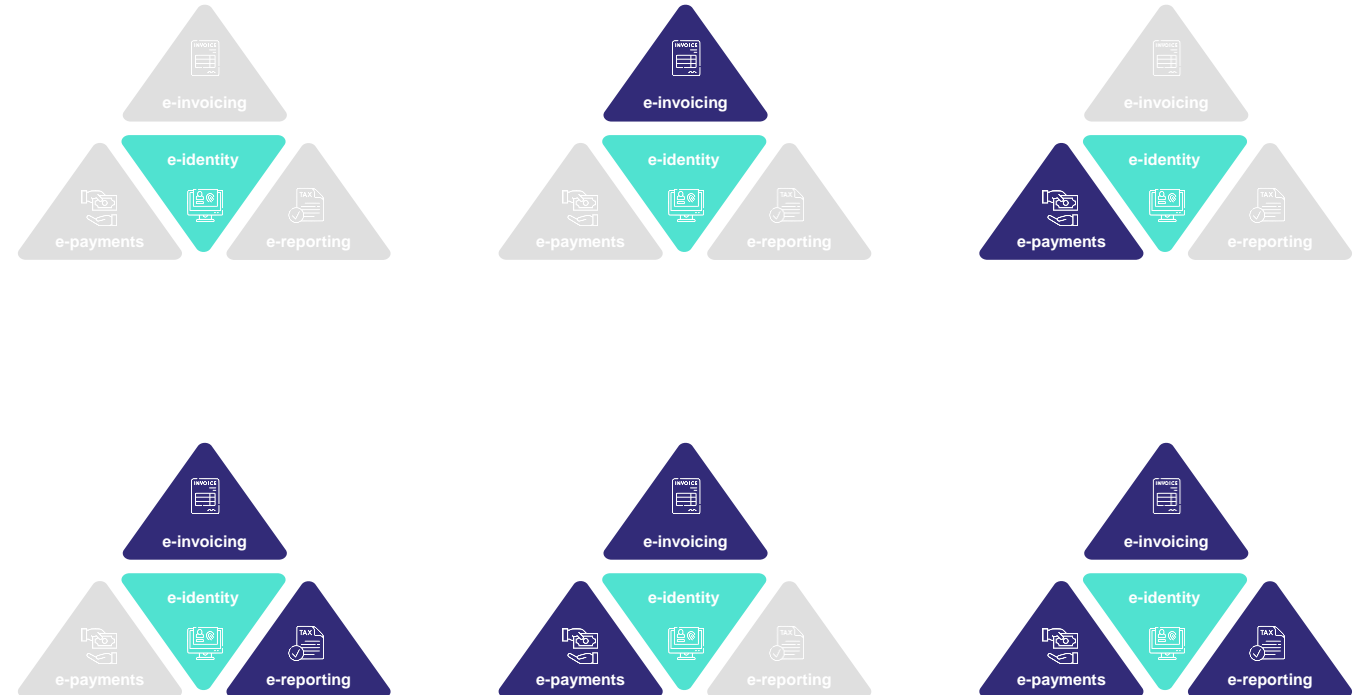 INVOICE
e-invoicing
e-identity
e-payments
TAX
e-reporting
INVOICE
e-invoicing
e-identity
e-payments
TAX
e-reporting
INVOICE
e-invoicing
e-identity
e-payments
TAX
e-reporting
INVOICE
e-invoicing
e-identity
e-payments
TAX
e-reporting
INVOICE
e-invoicing
e-identity
e-payments
TAX
e-reporting
INVOICE
e-invoicing
e-identity
e-payments
TAX
e-reporting